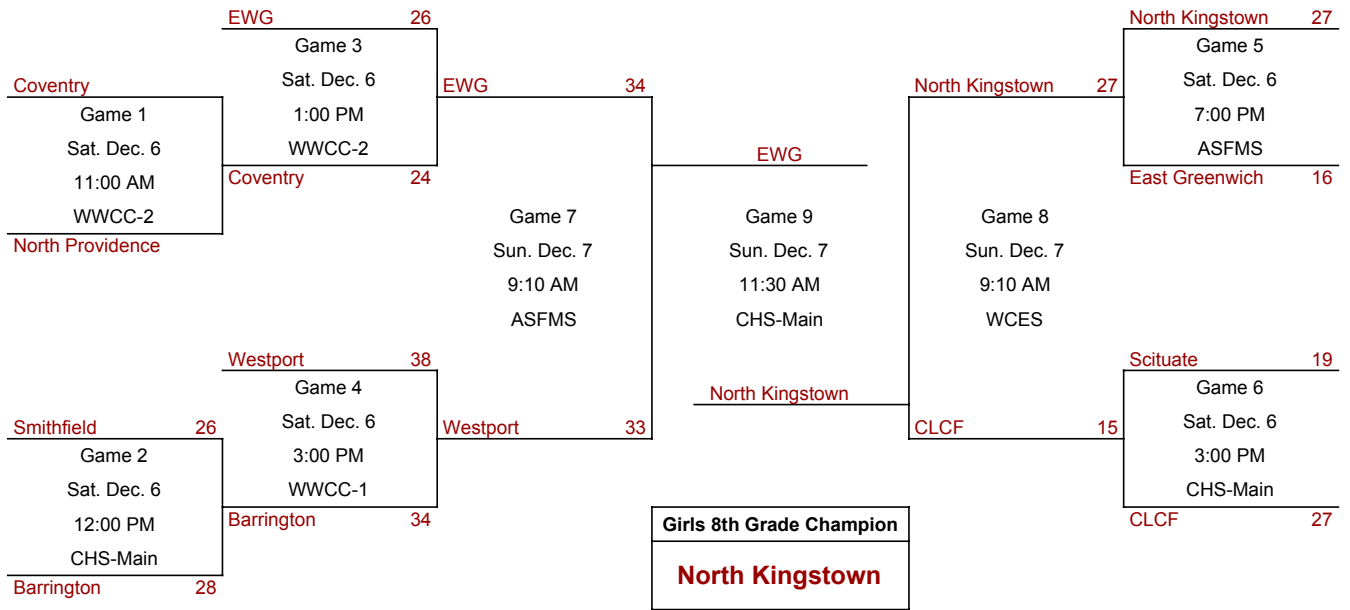 EWG 26
Game 3
Sat. Dec. 6
1:00 PM
WWCC-2
Coventry 24
Coventry
Game 1
Sat. Dec. 6
11:00 AM
WWCC-2
North Providence
EWG 34
Game 7
Sun. Dec. 7
9:10 AM
ASFMS
Westport 33
Westport 38
Game 4
Sat. Dec. 6
3:00 PM
WWCC-1
Barrington 34
Smithfield 26
Game 2
Sat. Dec. 6
12:00 PM
CHS-Main
Barrington 28
EWG
Game 9
Sun. Dec. 7
11:30 AM
CHS-Main
North Kingstown
North Kingstown 27
Game 8
Sun. Dec. 7
9:10 AM
WCES
CLCF 15
North Kingstown 27
Game 5
Sat. Dec. 6
7:00 PM
ASFMS
East Greenwich 16
Scituate 19
Game 6
Sat. Dec. 6
3:00 PM
CHS-Main
CLCF 27
Girls 8th Grade Champion
North Kingstown